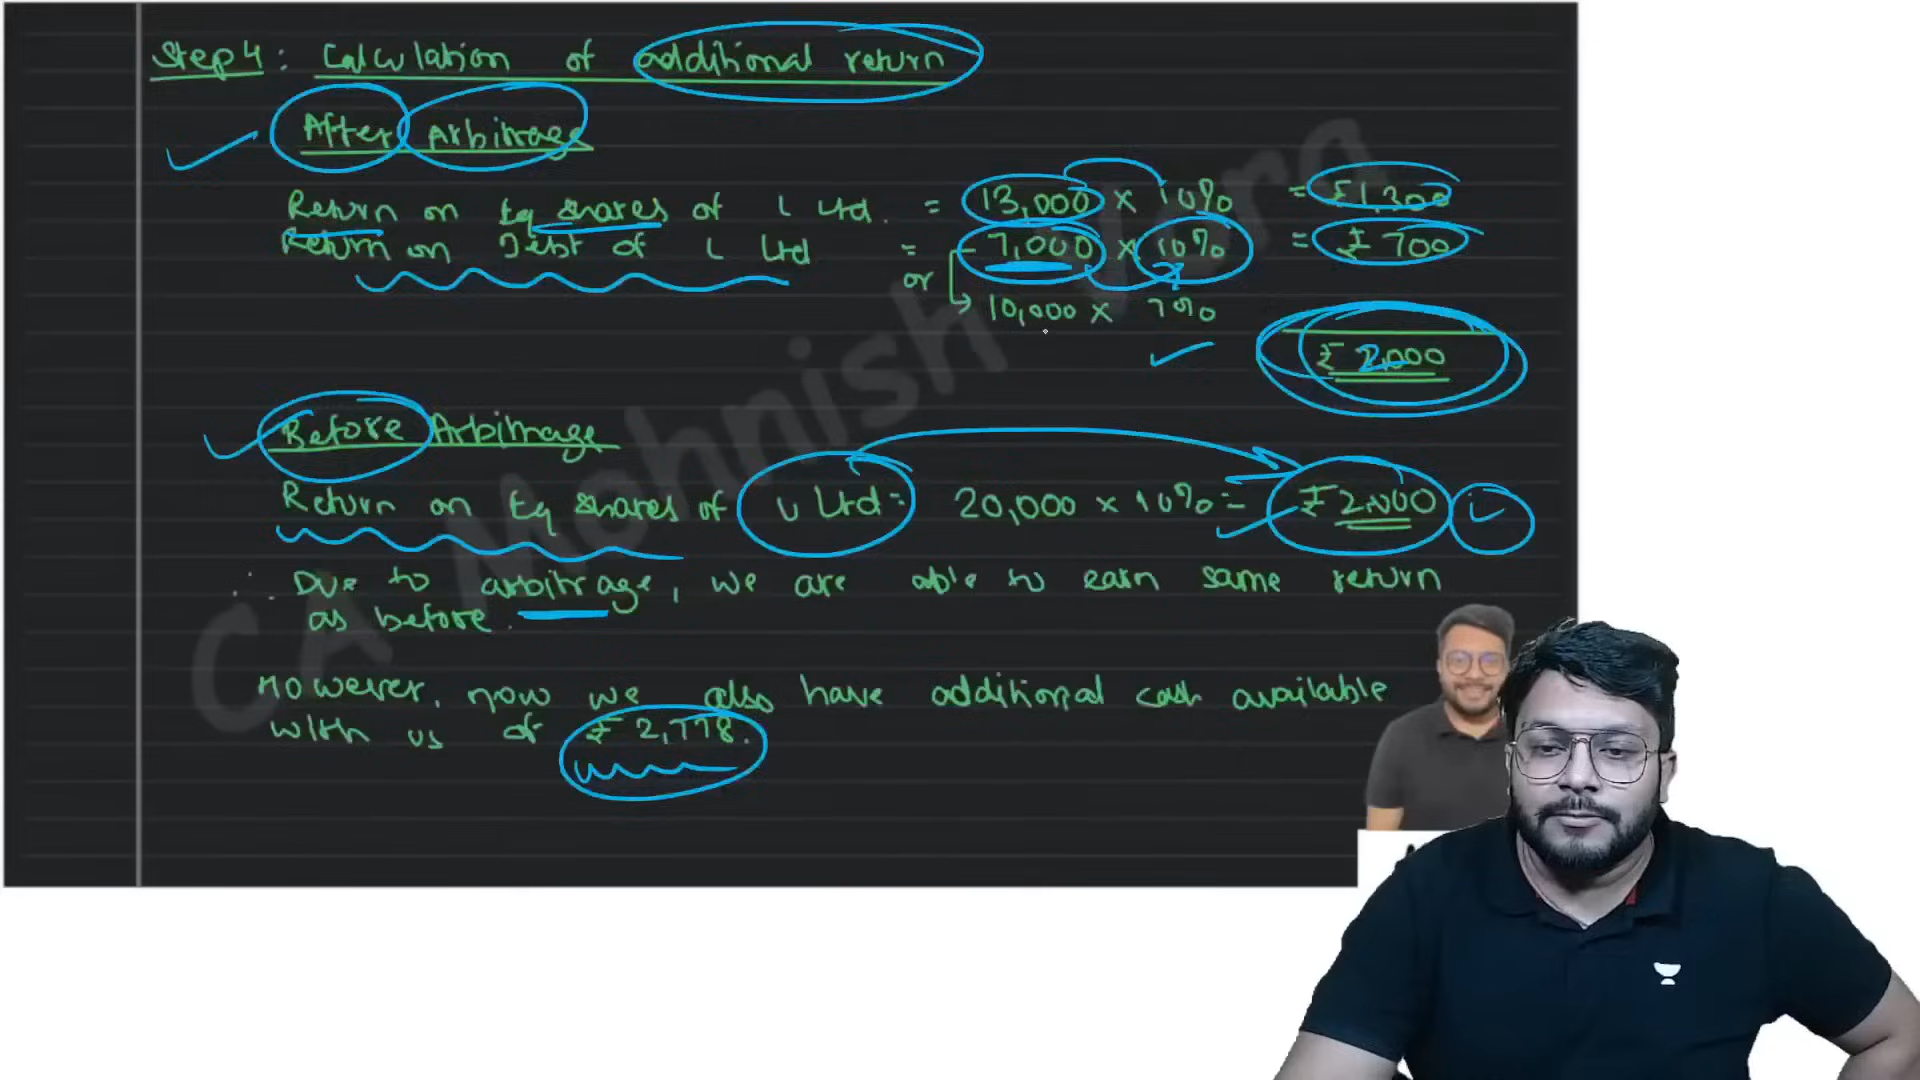 Step 4: Calculation of additional return
After Arbitrage
Return on Eq shares of L Ltd. = 13,000 × 10% = ₹1,300
Return on Debt of L Ltd = 7,000 × 10% = ₹ 700
or
10,000 × 7%
₹ 2,000
Before Arbitrage
Return on Eq shares of U Ltd = 20,000 × 10% = ₹2,000
∴ Due to arbitrage, we are able to earn same return
as before.
However, now we also have additional cash available
with us of ₹ 2,778.
CA Mohnish Vora